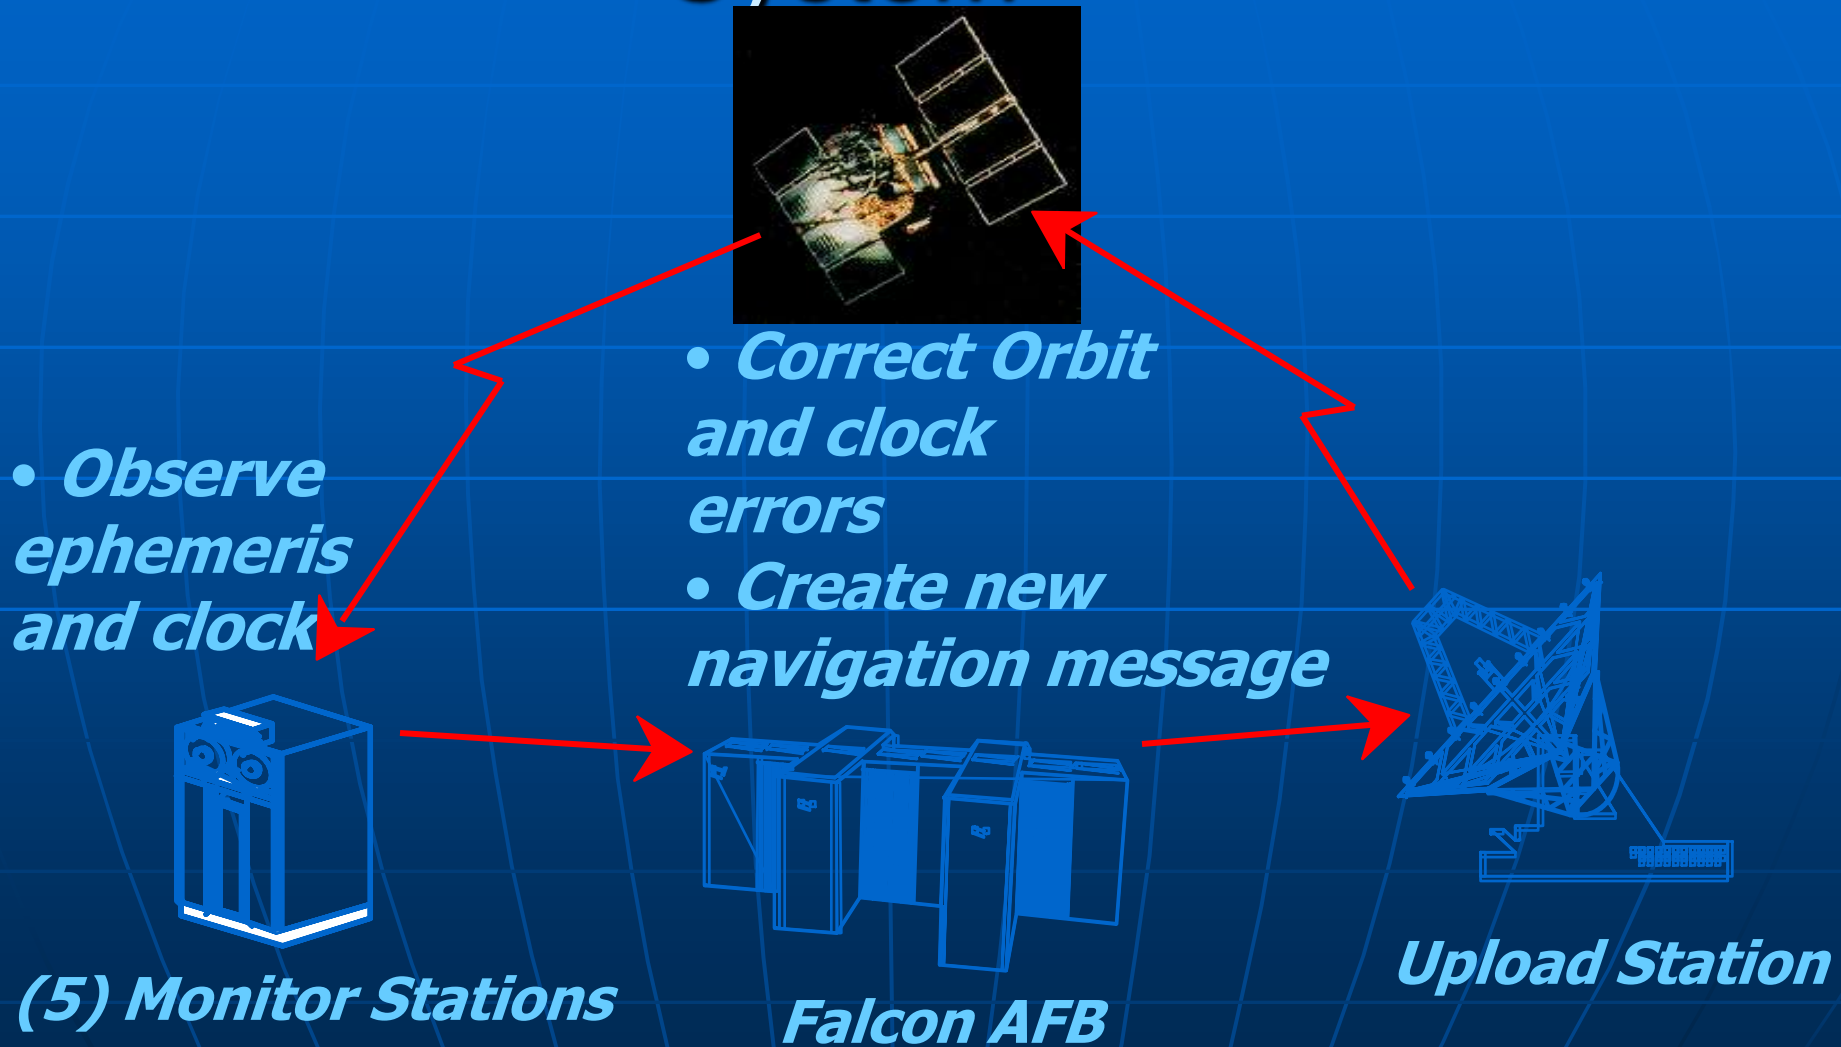 System
• Correct Orbit
and clock
errors
• Create new
navigation message
• Observe
ephemeris
and clock
(5) Monitor Stations
Falcon AFB
Upload Station